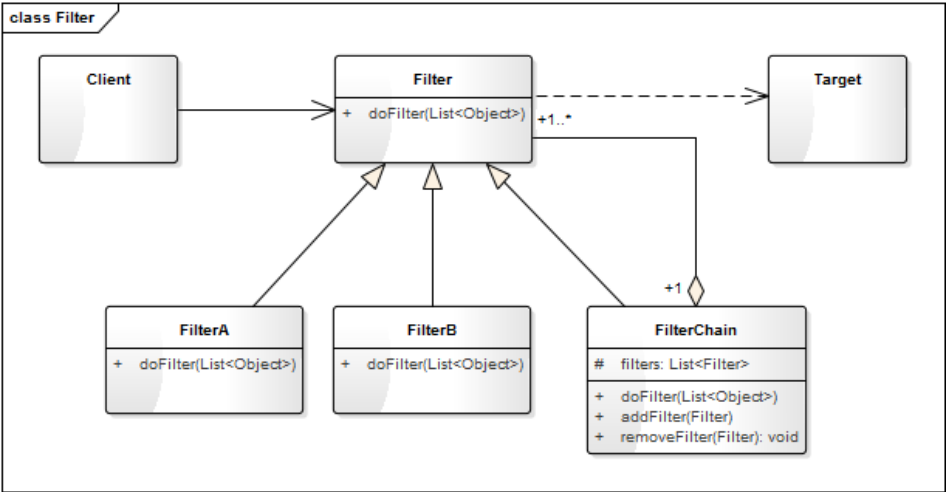 class Filter
Client
Filter
+ doFilter(List<Object>)
Target
+1..*
+1
FilterA
+ doFilter(List<Object>)
FilterB
+ doFilter(List<Object>)
FilterChain
# filters: List<Filter>
+ doFilter(List<Object>)
+ addFilter(Filter)
+ removeFilter(Filter): void